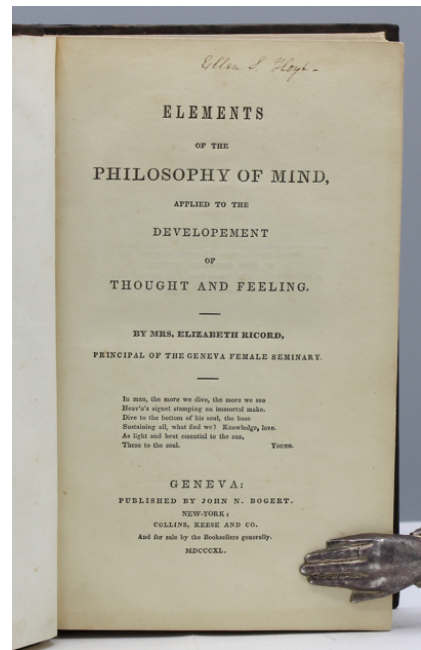 Ellen S. Hoyt -
ELEMENTS
OF THE
PHILOSOPHY OF MIND,
APPLIED TO THE
DEVELOPEMENT
OF
THOUGHT AND FEELING.
BY MRS. ELIZABETH RICORD,
PRINCIPAL OF THE GENEVA FEMALE SEMINARY.
In man, the more we dive, the more we see
Heav'n's signet stamping an immortal make.
Dive to the bottom of his soul, the base
Sustaining all, what find we? Knowledge, love.
As light and heat essential to the sun,
These to the soul. YOUNG.
GENEVA:
PUBLISHED BY JOHN N. BOGERT.
NEW-YORK:
COLLINS, KEESE AND CO.
And for sale by the Booksellers generally.
MDCCCXL.